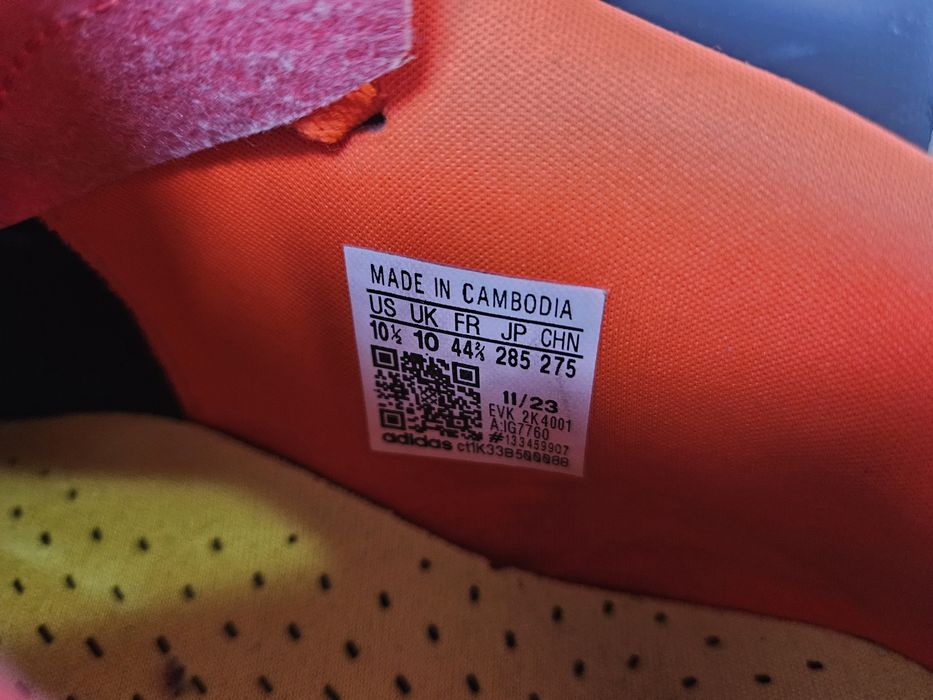 MADE IN CAMBODIA
US UK FR JP CHN
10½ 10 44⅔ 285 275
11/23
EVK 2K4001
A:IG7760
#133459907
adidas ct1K33B50008B